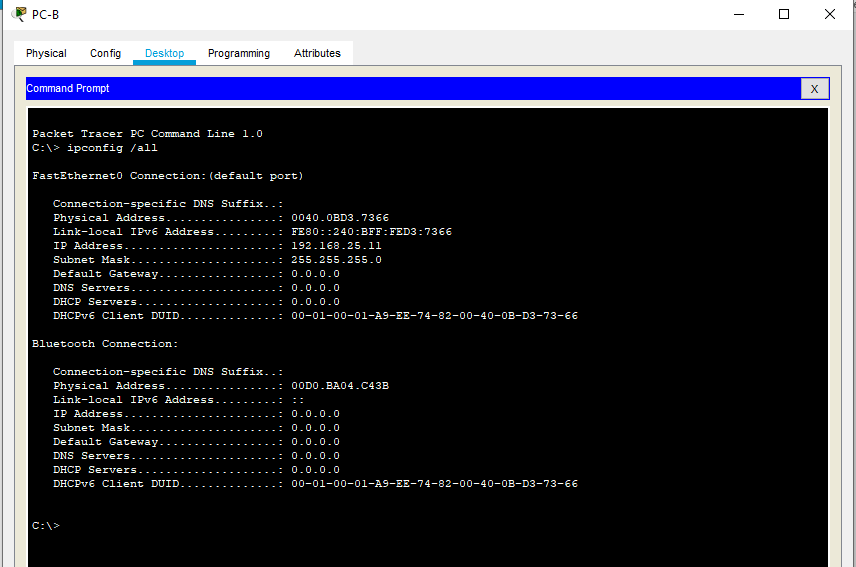 PC-B
Physical Config Desktop Programming Attributes
Command Prompt X
Packet Tracer PC Command Line 1.0
C:\> ipconfig /all
FastEthernet0 Connection:(default port)
Connection-specific DNS Suffix..:
Physical Address................: 0040.0BD3.7366
Link-local IPv6 Address.........: FE80::240:BFF:FED3:7366
IP Address......................: 192.168.25.11
Subnet Mask.....................: 255.255.255.0
Default Gateway.................: 0.0.0.0
DNS Servers.....................: 0.0.0.0
DHCP Servers....................: 0.0.0.0
DHCPv6 Client DUID..............: 00-01-00-01-A9-EE-74-82-00-40-0B-D3-73-66
Bluetooth Connection:
Connection-specific DNS Suffix..:
Physical Address................: 00D0.BA04.C43B
Link-local IPv6 Address.........: ::
IP Address......................: 0.0.0.0
Subnet Mask.....................: 0.0.0.0
Default Gateway.................: 0.0.0.0
DNS Servers.....................: 0.0.0.0
DHCP Servers....................: 0.0.0.0
DHCPv6 Client DUID..............: 00-01-00-01-A9-EE-74-82-00-40-0B-D3-73-66
C:\>